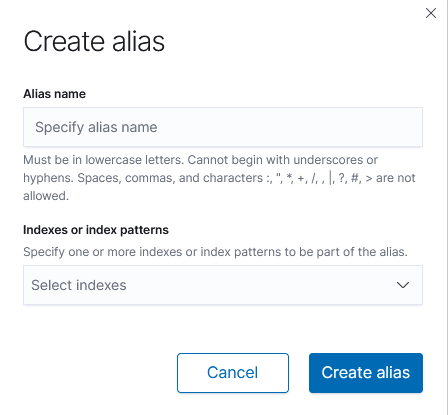 Create alias
Alias name
Specify alias name
Must be in lowercase letters. Cannot begin with underscores or
hyphens. Spaces, commas, and characters :, ", *, +, /, , |, ?, #, > are not
allowed.
Indexes or index patterns
Specify one or more indexes or index patterns to be part of the alias.
Select indexes
Cancel
Create alias